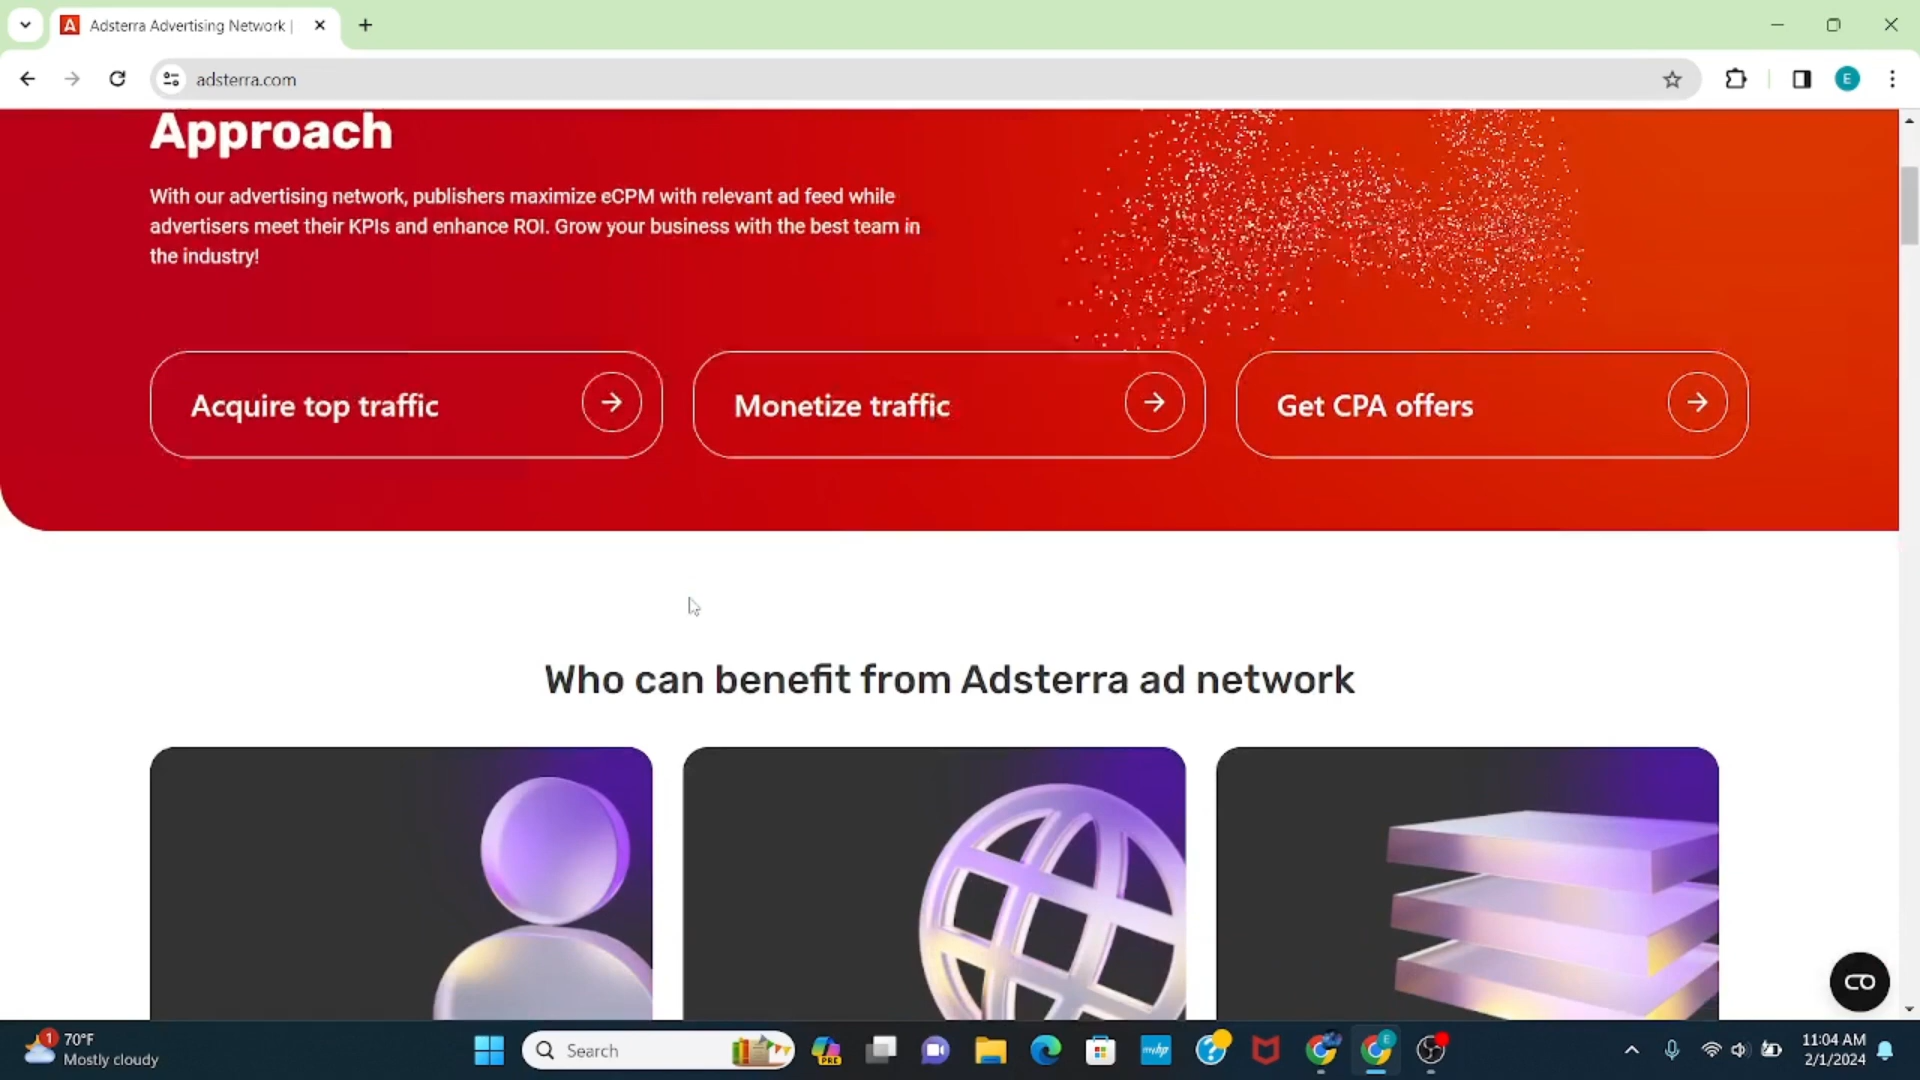 A Adsterra Advertising Network |
adsterra.com
E
Approach
With our advertising network, publishers maximize eCPM with relevant ad feed while
advertisers meet their KPIs and enhance ROI. Grow your business with the best team in
the industry!
Acquire top traffic
Monetize traffic
Get CPA offers
Who can benefit from Adsterra ad network
1
70°F
Mostly cloudy
Search
PRE
myhp
E
11:04 AM
2/1/2024